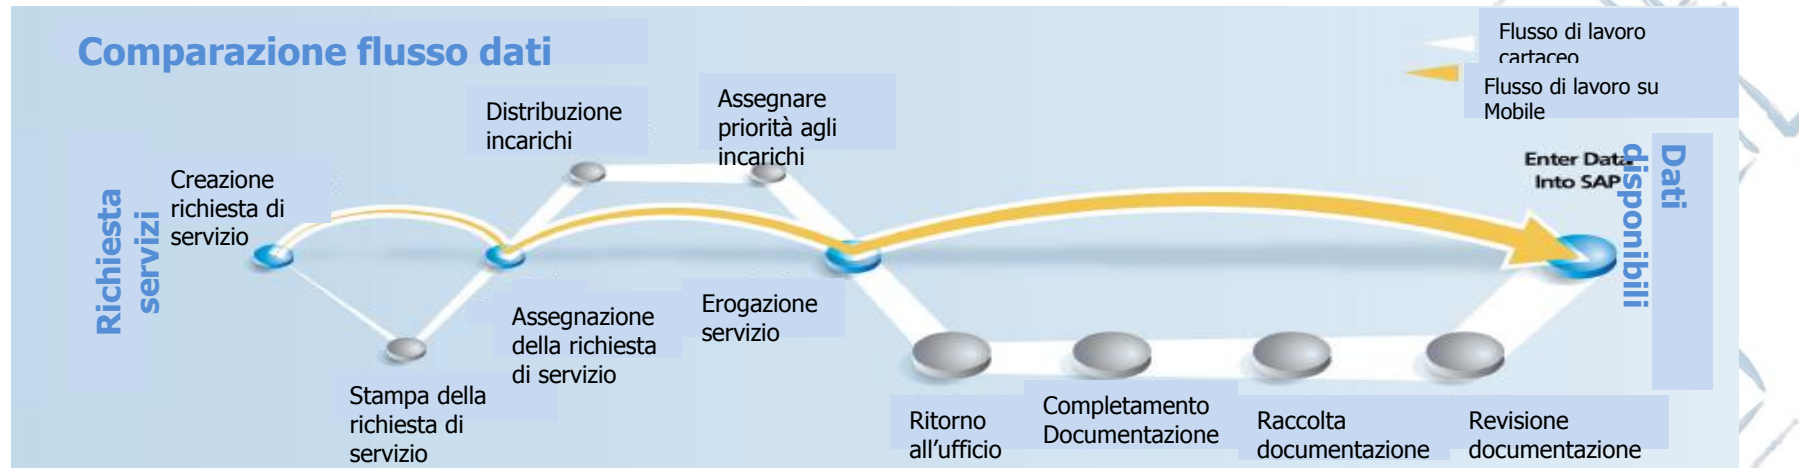 Comparazione flusso dati
Flusso di lavoro
cartaceo
Flusso di lavoro su
Mobile
Distribuzione
incarichi
Assegnare
priorità agli
incarichi
Creazione
richiesta di
servizio
Richiesta
servizi
Enter Data
Into SAP
Dati
disponibili
Assegnazione
della richiesta
di servizio
Erogazione
servizio
Stampa della
richiesta di
servizio
Ritorno
all’ufficio
Completamento
Documentazione
Raccolta
documentazione
Revisione
documentazione